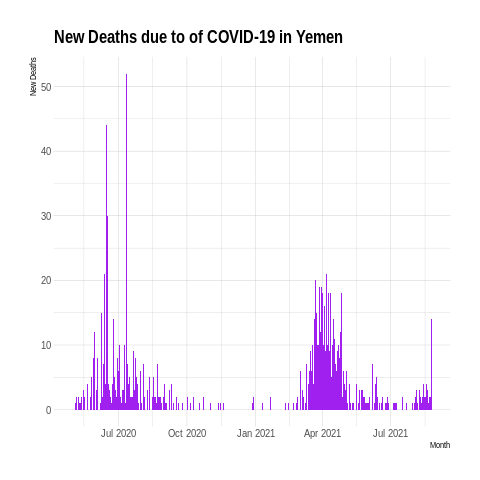 New Deaths due to of COVID-19 in Yemen
New Deaths
50
40
30
20
10
0
Jul 2020 Oct 2020 Jan 2021 Apr 2021 Jul 2021
Month